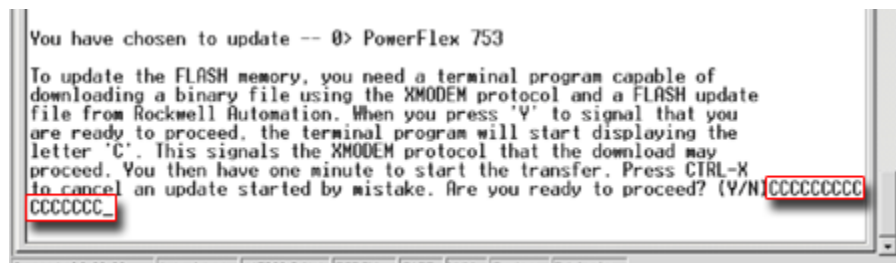 You have chosen to update -- 0> PowerFlex 753
To update the FLASH memory, you need a terminal program capable of
downloading a binary file using the XMODEM protocol and a FLASH update
file from Rockwell Automation. When you press 'Y' to signal that you
are ready to proceed, the terminal program will start displaying the
letter 'C'. This signals the XMODEM protocol that the download may
proceed. You then have one minute to start the transfer. Press CTRL-X
to cancel an update started by mistake. Are you ready to proceed? (Y/N)CCCCCCCCC
CCCCCCC_